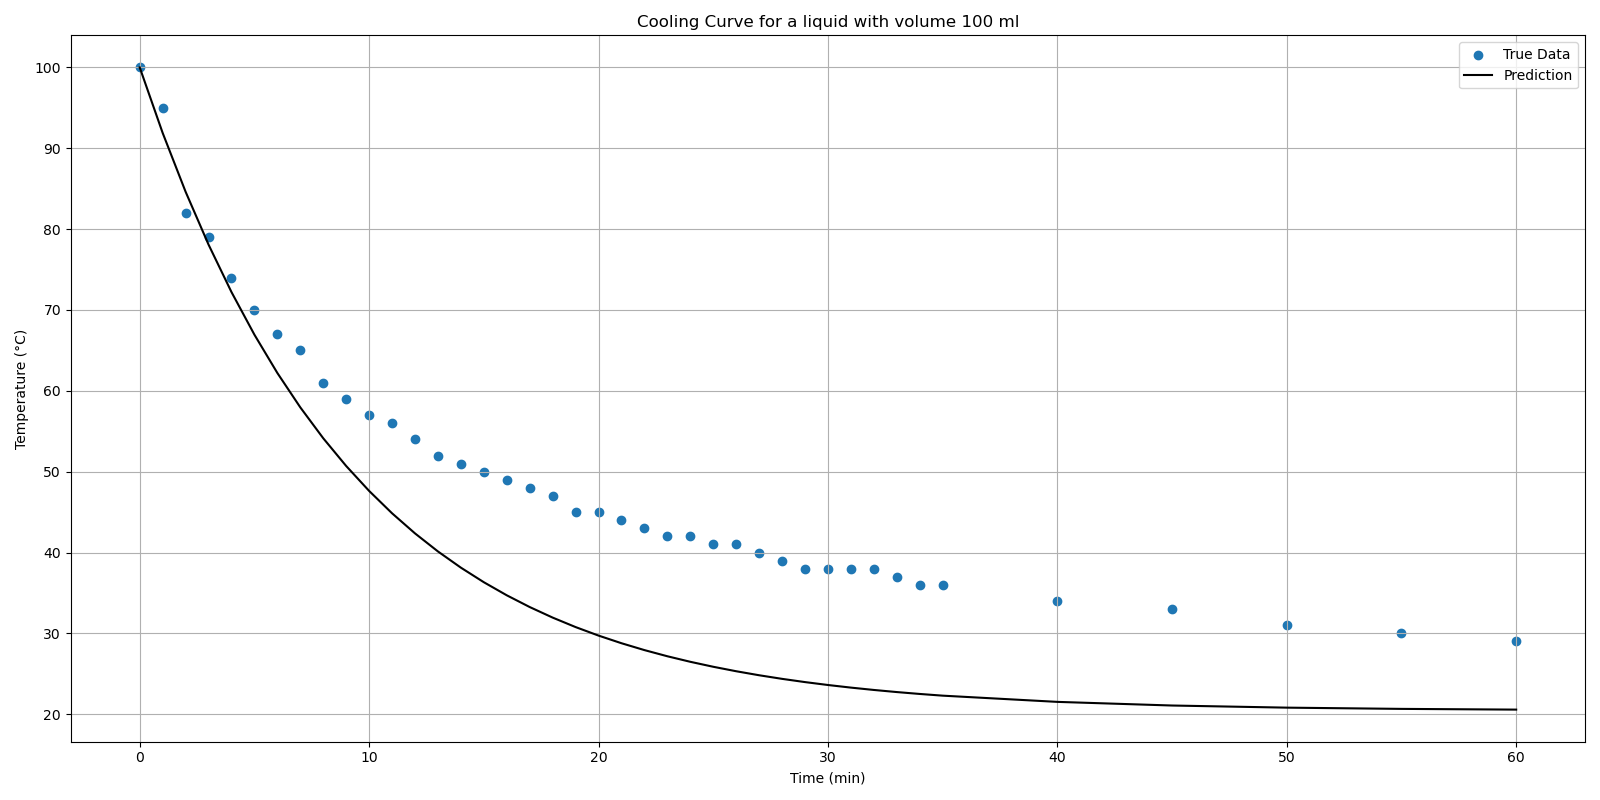 Cooling Curve for a liquid with volume 100 ml
True Data
Prediction
Temperature (°C)
100
90
80
70
60
50
40
30
20
0 10 20 30 40 50 60
Time (min)